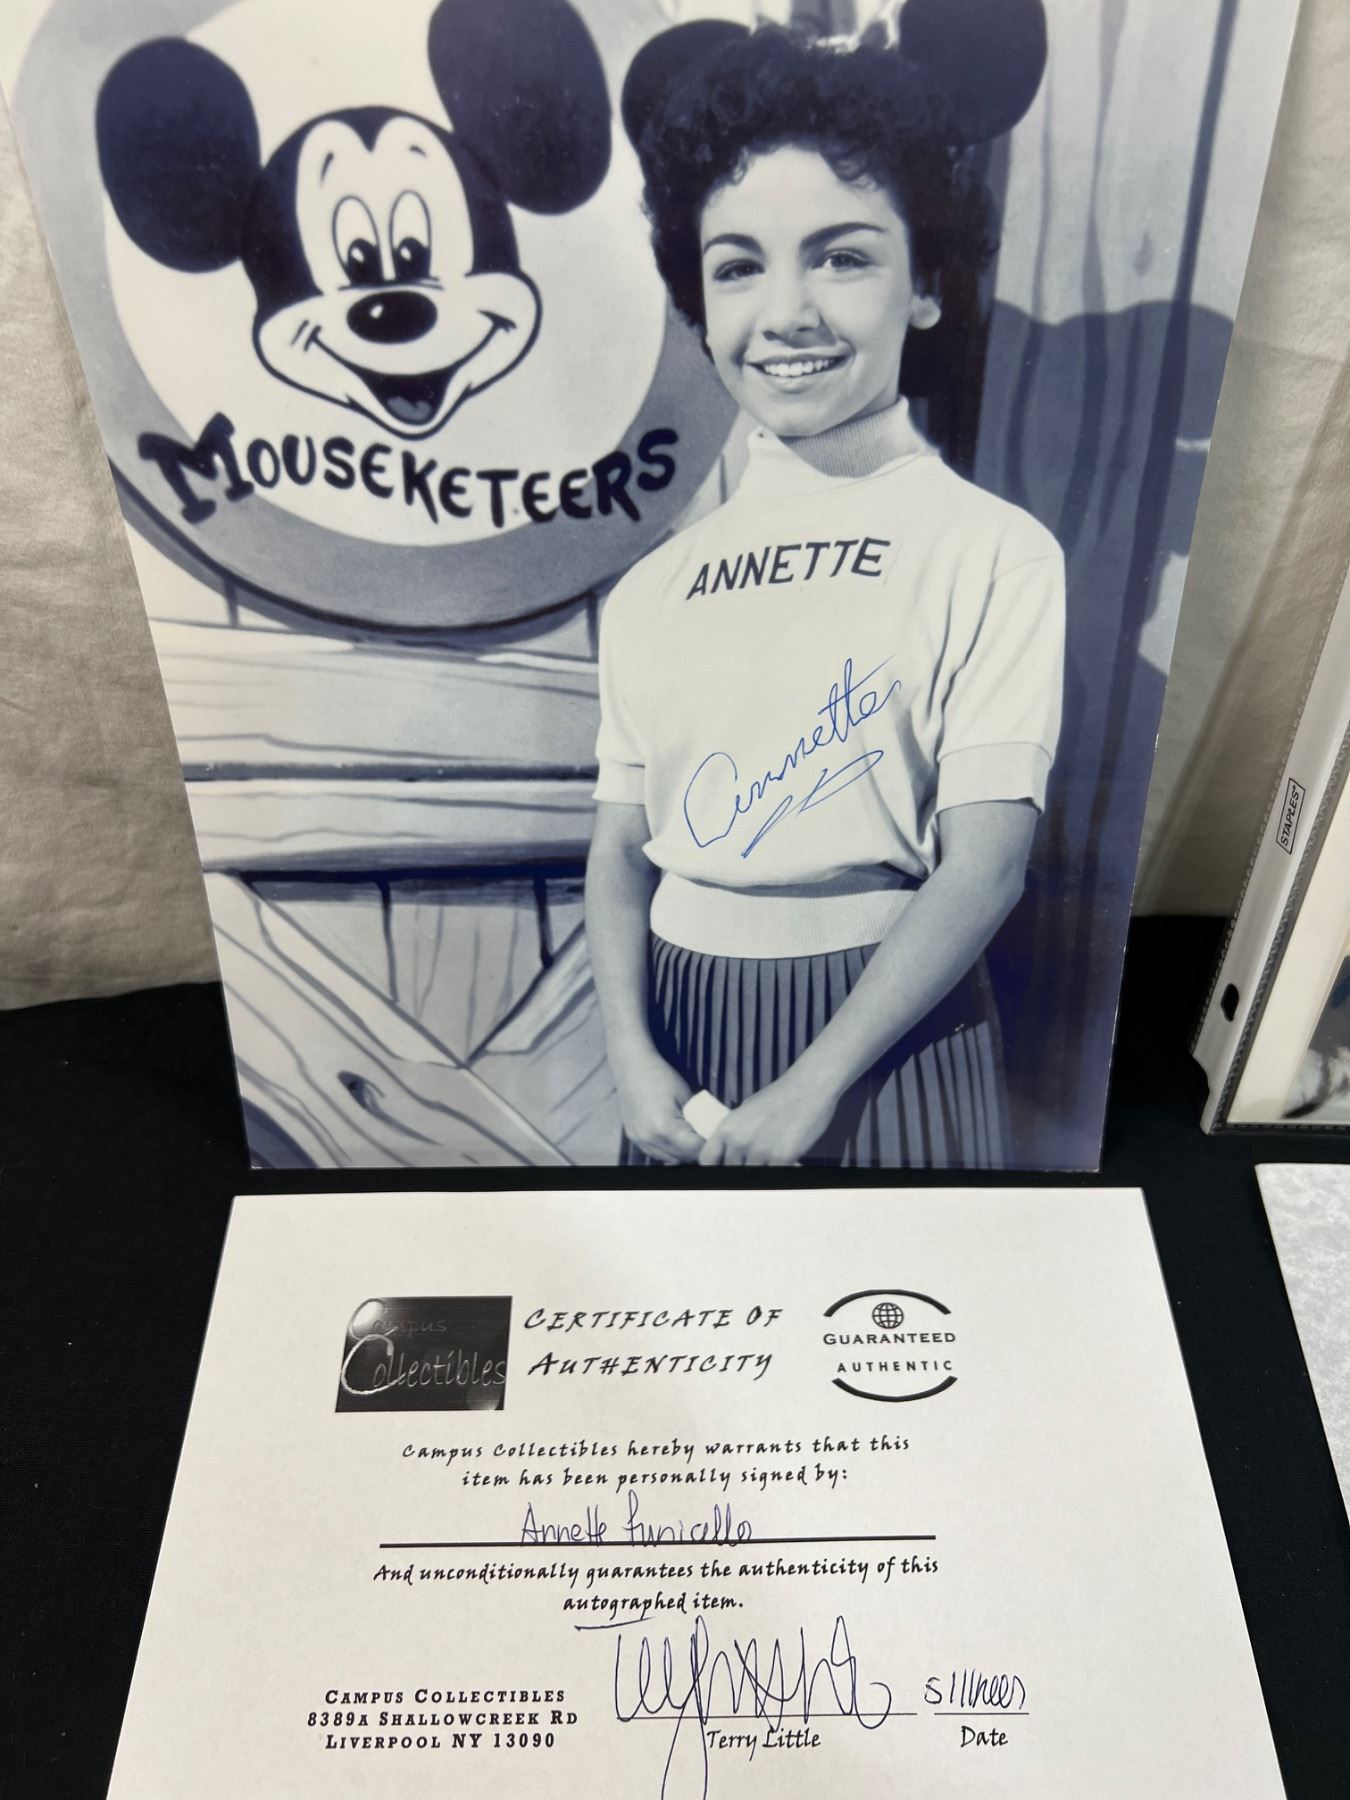 MOUSEKETEERS
ANNETTE
Annette
STAPLES
Campus
Collectibles
CERTIFICATE OF
AUTHENTICITY
GUARANTEED
AUTHENTIC
Campus Collectibles hereby warrants that this
item has been personally signed by:
Annette Funicello
And unconditionally guarantees the authenticity of this
autographed item.
CAMPUS COLLECTIBLES
8389A SHALLOWCREEK RD
LIVERPOOL NY 13090
Terry Little
Date